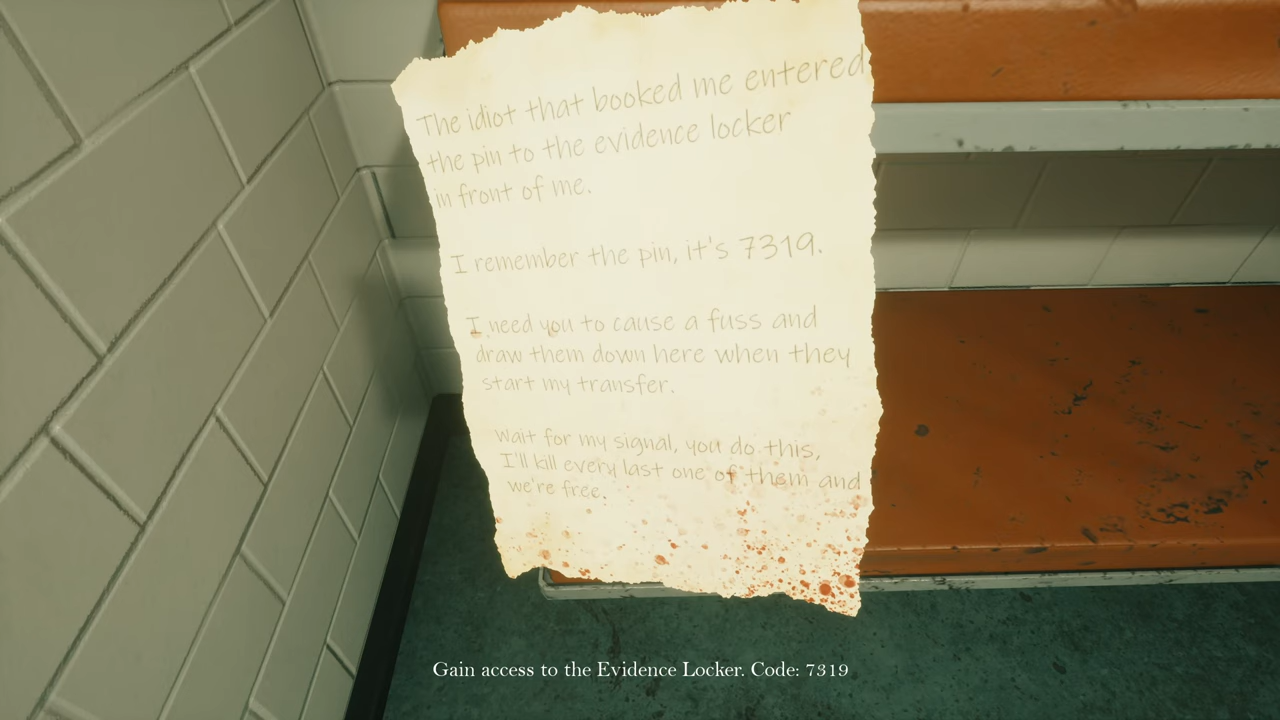 The idiot that booked me entered
the pin to the evidence locker
in front of me.
I remember the pin, it's 7319.
I need you to cause a fuss and
draw them down here when they
start my transfer.
Wait for my signal, you do this,
I'll kill every last one of them and
we're free.
Gain access to the Evidence Locker. Code: 7319